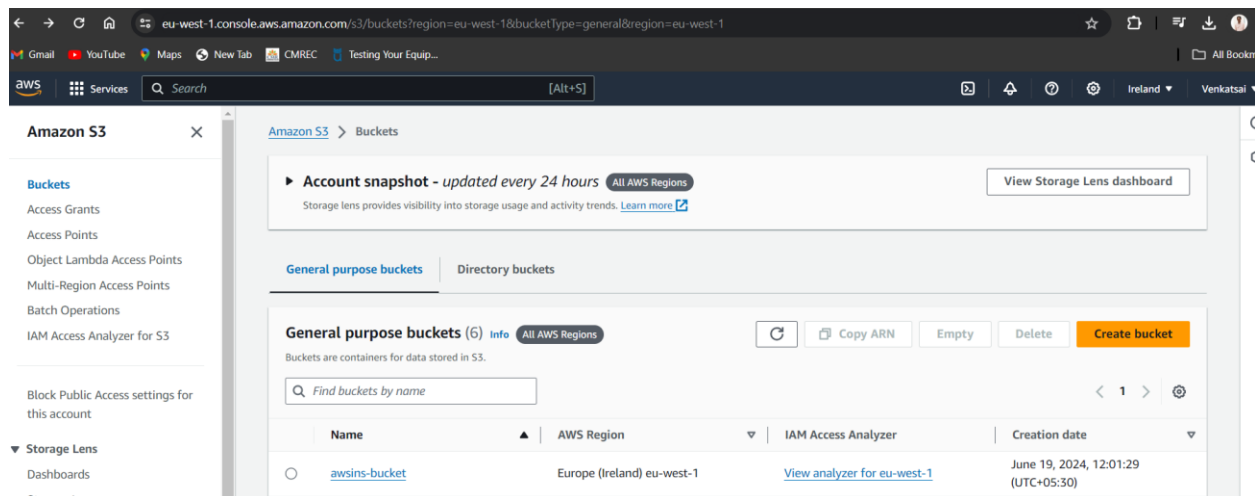 eu-west-1.console.aws.amazon.com/s3/buckets?region=eu-west-1&bucketType=general&region=eu-west-1
Gmail YouTube Maps New Tab CMREC Testing Your Equip... All Bookm
aws Services Search [Alt+S] Ireland Venkatsai
Amazon S3
Buckets
Access Grants
Access Points
Object Lambda Access Points
Multi-Region Access Points
Batch Operations
IAM Access Analyzer for S3
Block Public Access settings for
this account
Storage Lens
Dashboards
Amazon S3 > Buckets
Account snapshot - updated every 24 hours All AWS Regions View Storage Lens dashboard
Storage lens provides visibility into storage usage and activity trends. Learn more
General purpose buckets Directory buckets
General purpose buckets (6) Info All AWS Regions Copy ARN Empty Delete Create bucket
Buckets are containers for data stored in S3.
Find buckets by name < 1 >
Name AWS Region IAM Access Analyzer Creation date
awsins-bucket Europe (Ireland) eu-west-1 View analyzer for eu-west-1 June 19, 2024, 12:01:29
(UTC+05:30)